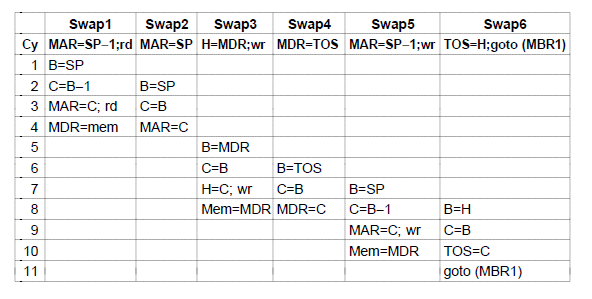 Swap1 Swap2 Swap3 Swap4 Swap5 Swap6
Cy MAR=SP–1;rd MAR=SP H=MDR;wr MDR=TOS MAR=SP–1;wr TOS=H;goto (MBR1)
1 B=SP
2 C=B–1 B=SP
3 MAR=C; rd C=B
4 MDR=mem MAR=C
5 B=MDR
6 C=B B=TOS
7 H=C; wr C=B B=SP
8 Mem=MDR MDR=C C=B–1 B=H
9 MAR=C; wr C=B
10 Mem=MDR TOS=C
11 goto (MBR1)